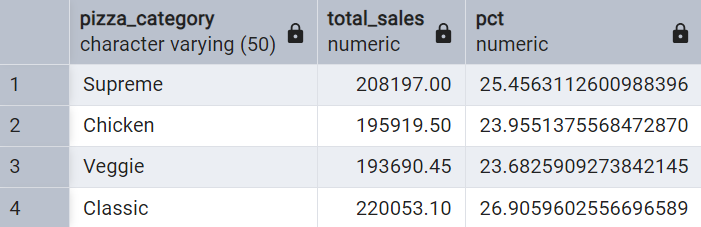 pizza_category total_sales pct
character varying (50) numeric numeric
1 Supreme 208197.00 25.4563112600988396
2 Chicken 195919.50 23.9551375568472870
3 Veggie 193690.45 23.6825909273842145
4 Classic 220053.10 26.9059602556696589